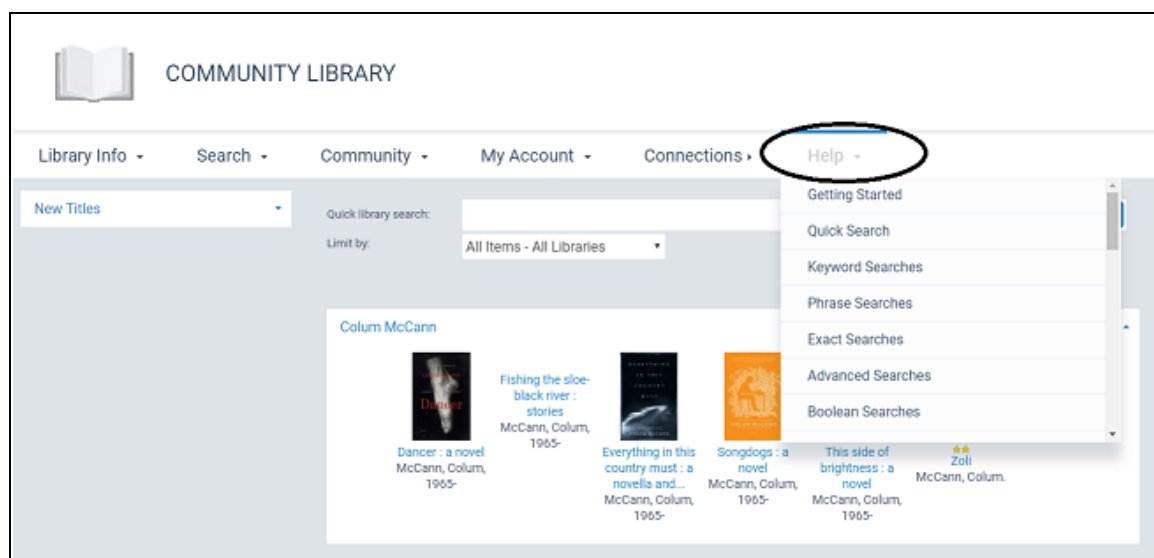 COMMUNITY LIBRARY
Library Info
Search
Community
My Account
Connections
Help
New Titles
Quick library search:
Limit by:
All Items - All Libraries
Getting Started
Quick Search
Keyword Searches
Phrase Searches
Exact Searches
Advanced Searches
Boolean Searches
Colum McCann
Dancer
Dancer : a novel
McCann, Colum,
1965-
Fishing the sloe-
black river :
stories
McCann, Colum,
1965-
Everything in this
country must : a
novella and...
McCann, Colum,
1965-
Songdogs : a
novel
McCann, Colum,
1965-
This side of
brightness : a
novel
McCann, Colum,
1965-
Zoli
McCann, Colum.